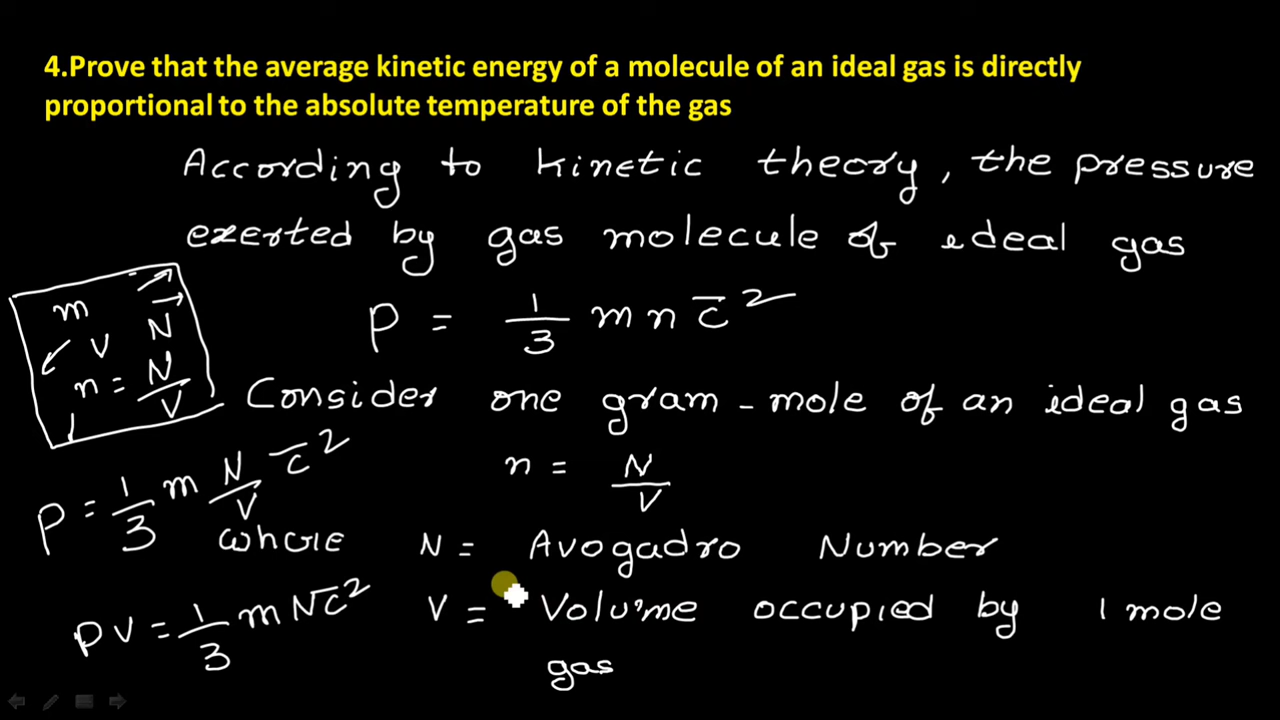 4.Prove that the average kinetic energy of a molecule of an ideal gas is directly
proportional to the absolute temperature of the gas
According to kinetic theory, the pressure
exerted by gas molecule of ideal gas
P = 1/3 m n c̅²
m
V N
n = N/V
Consider one gram-mole of an ideal gas
n = N/V
P = 1/3 m N/V c̅²
where N = Avogadro Number
PV = 1/3 m N c̅²
V = Volume occupied by 1 mole
gas